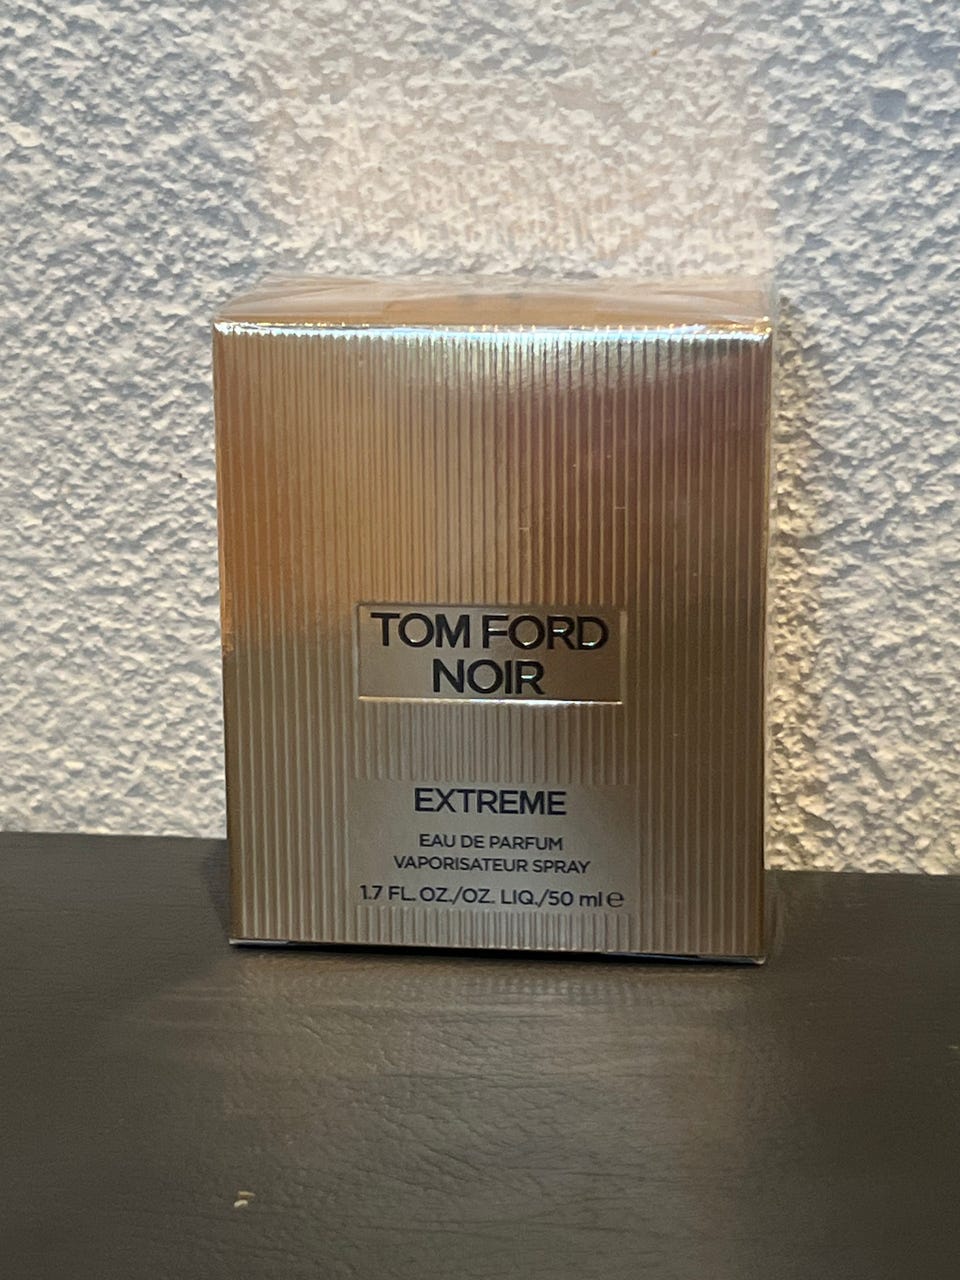 TOM FORD
NOIR
EXTREME
EAU DE PARFUM
VAPORISATEUR SPRAY
1.7 FL. OZ./OZ. LIQ./50 ml ℮